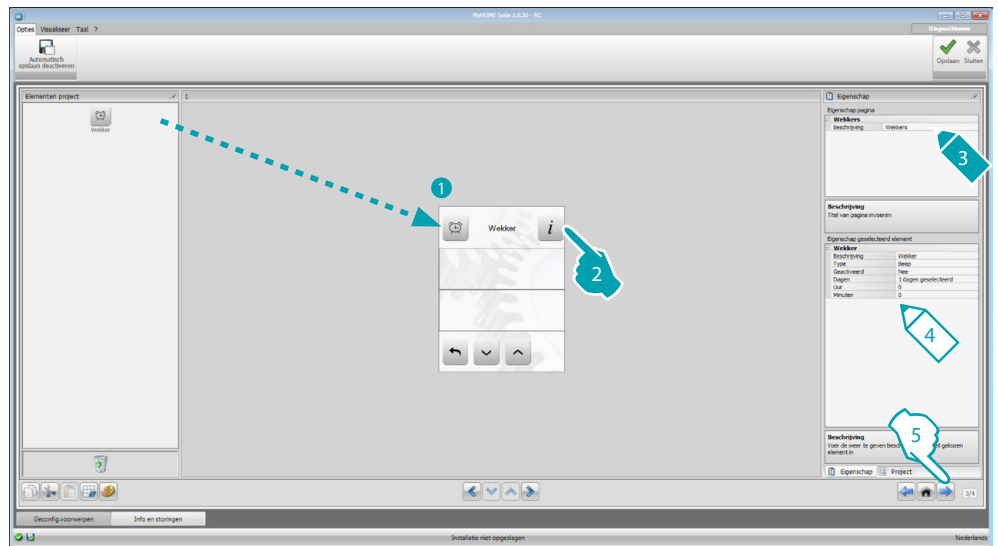 MyHOME Suite 1.0.20 - RC
Opties Visualiseer Taal ?
Automatisch
opslaan deactiveren
Opslaan Sluiten
Elementen project
1
Eigenschap
Wekker
Eigenschap pagina
Wekkers
Beschrijving Wekkers
3
Beschrijving
Titel van pagina invoeren
1
Wekker
i
2
Eigenschap geselecteerd element
Wekker
Beschrijving Wekker
Type Beep
Geactiveerd Nee
Dagen 1 dagen geselecteerd
Uur 0
Minuten 0
4
5
Beschrijving
Voer de weer te geven gekozen
element in
Eigenschap Project
3/4
Geconfig.voorwerpen Info en storingen
Installatie niet opgeslagen
Nederlands